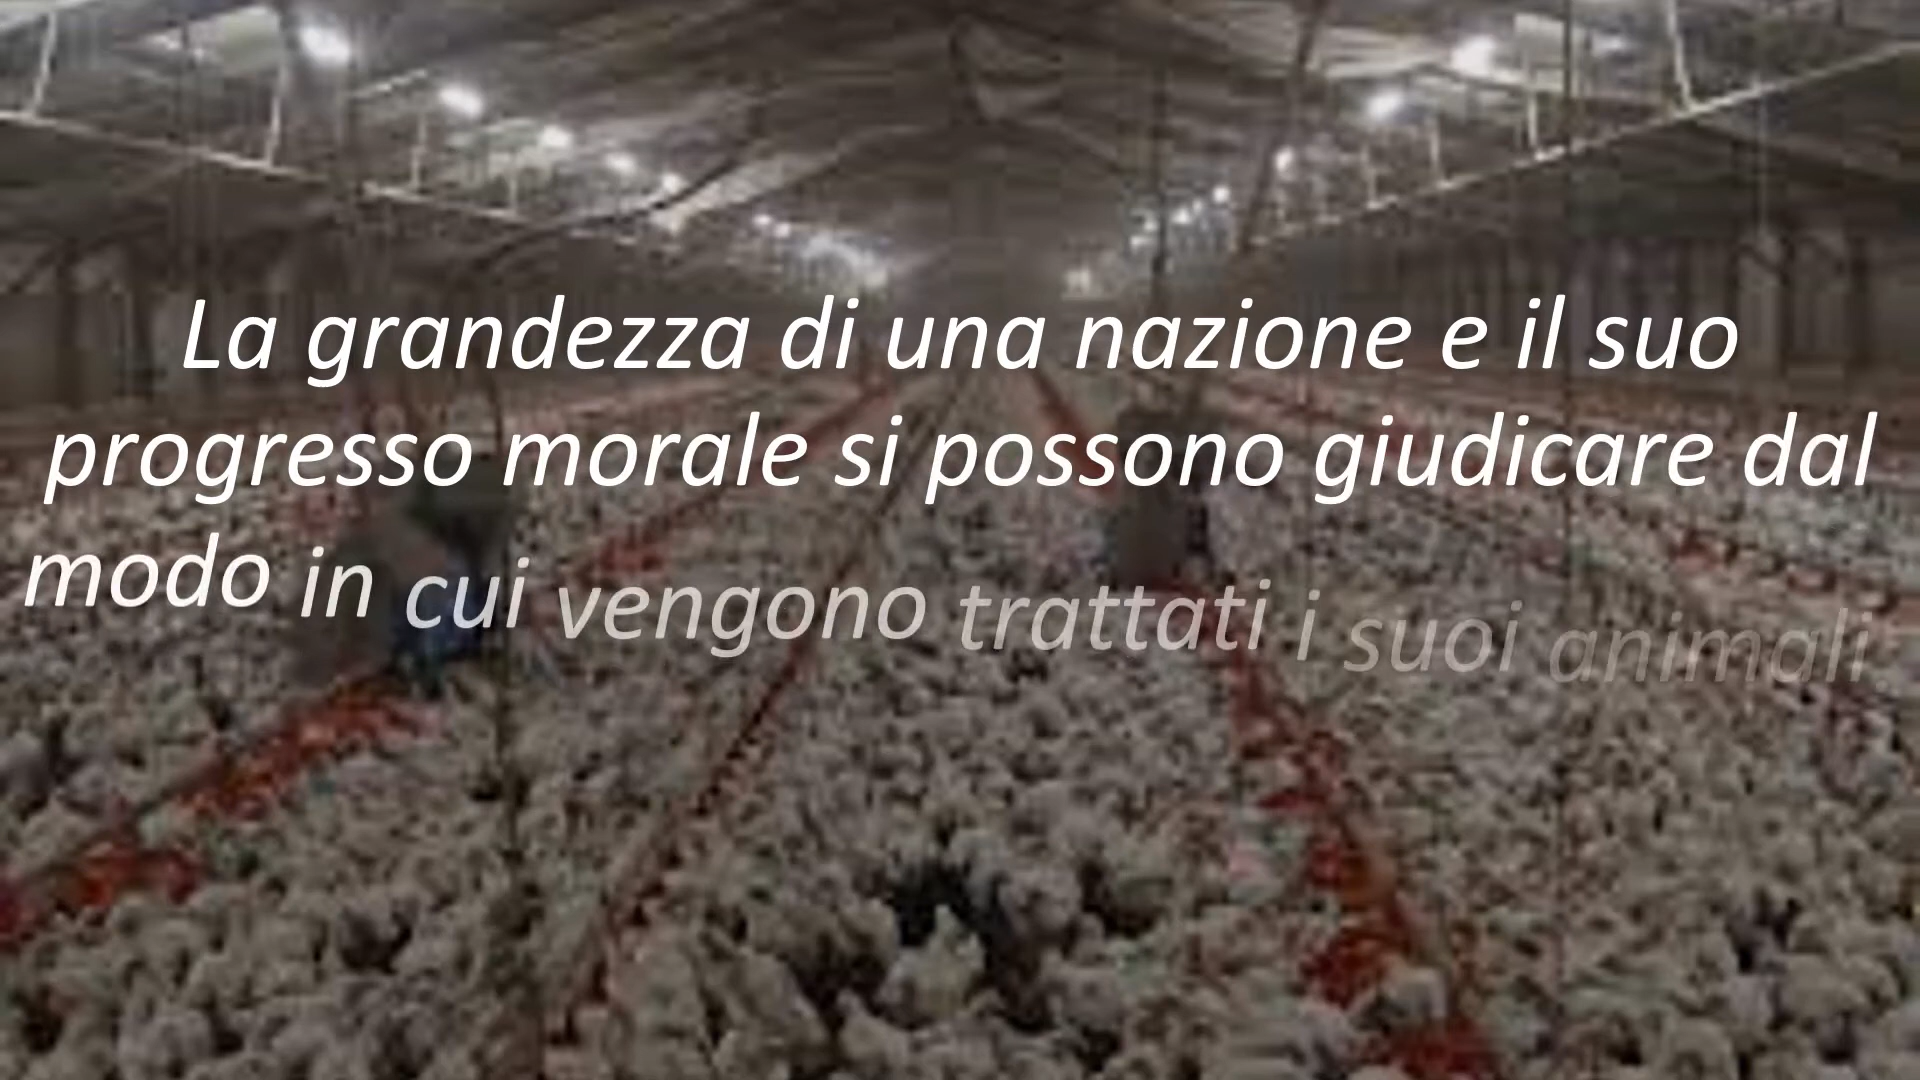 La grandezza di una nazione e il suo
progresso morale si possono giudicare dal
modo in cui vengono trattati i suoi animali